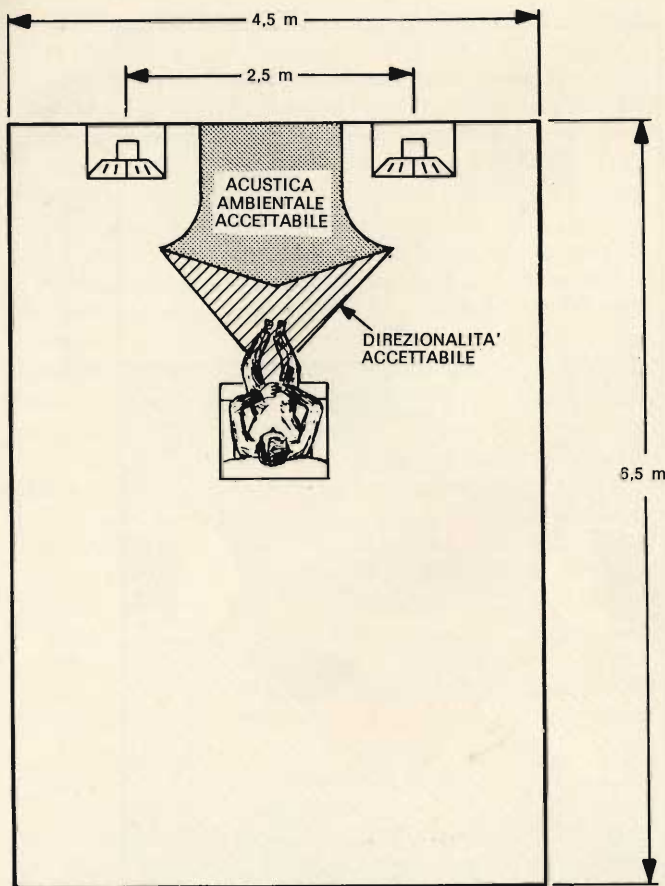 4,5 m
2,5 m
ACUSTICA
AMBIENTALE
ACCETTABILE
DIREZIONALITA'
ACCETTABILE
6,5 m